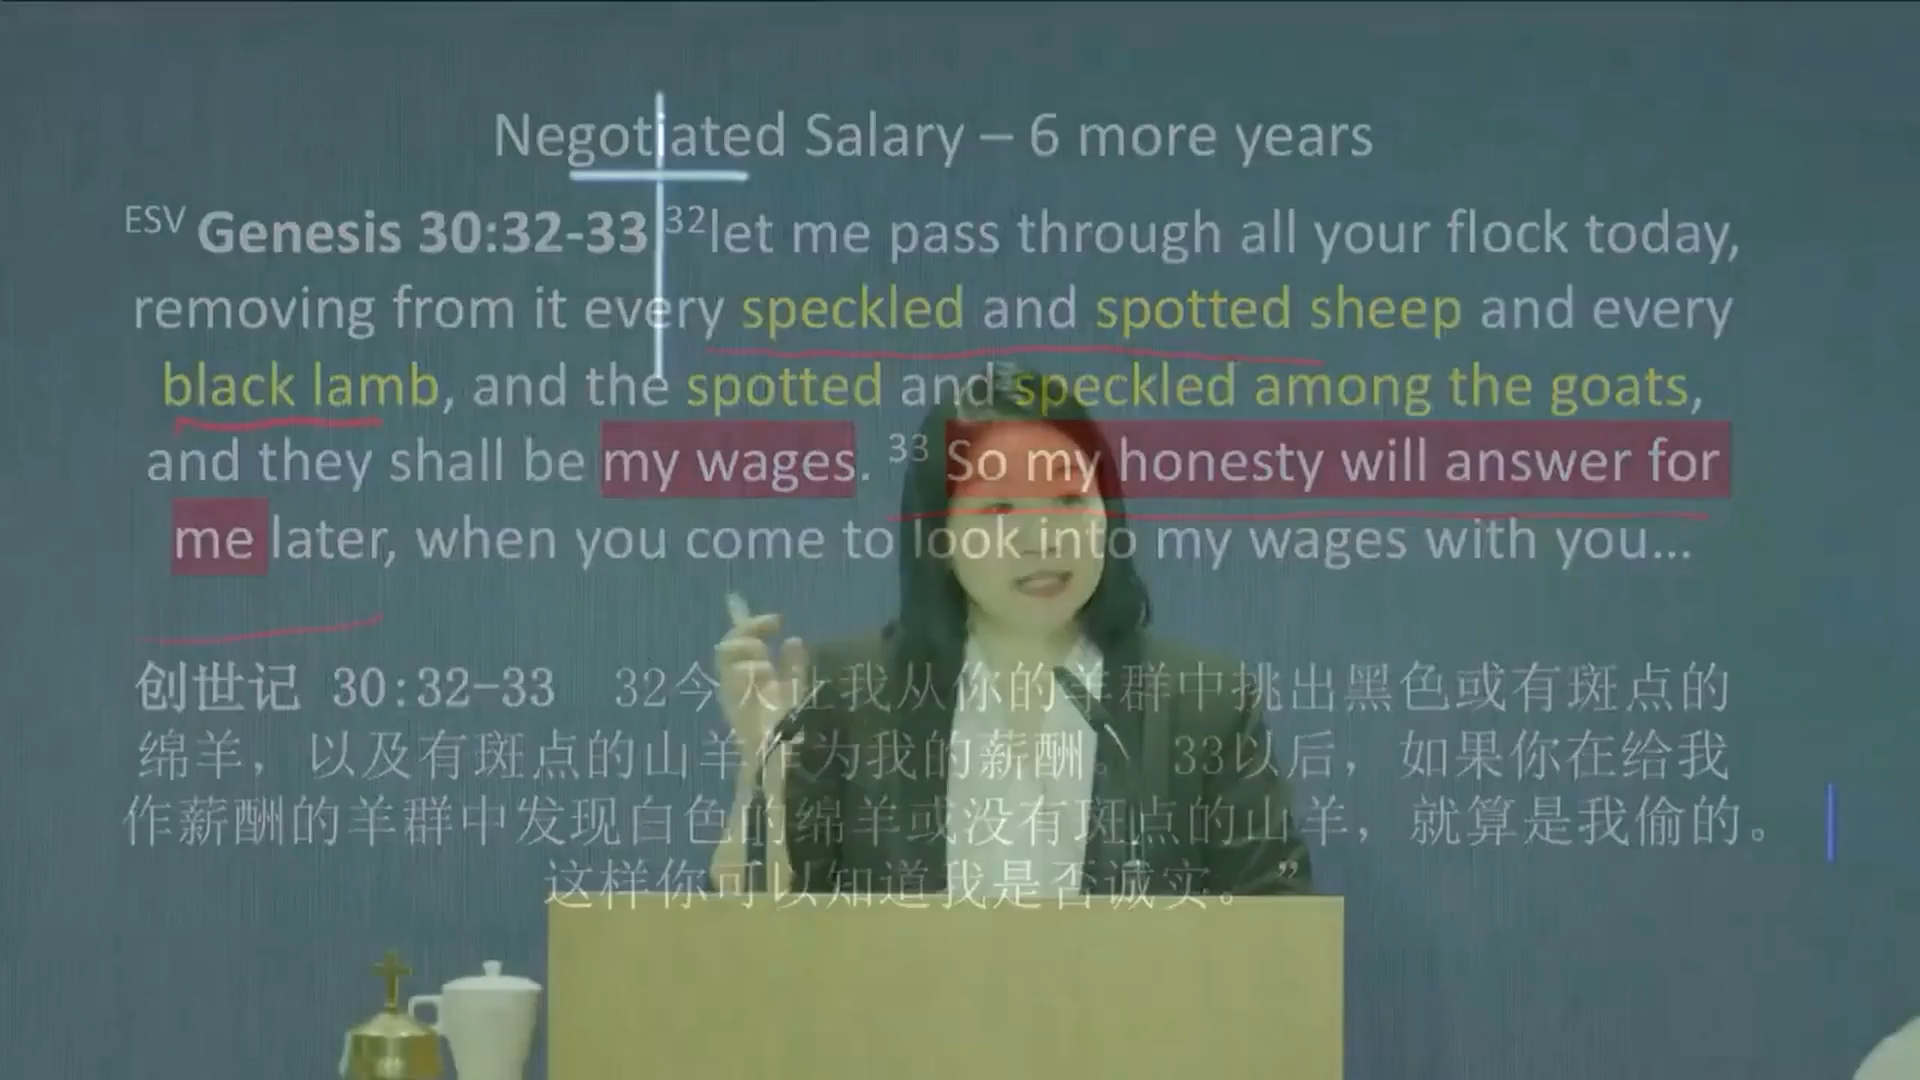 Negotiated Salary – 6 more years
ESV Genesis 30:32-33 32let me pass through all your flock today,
removing from it every speckled and spotted sheep and every
black lamb, and the spotted and speckled among the goats,
and they shall be my wages. 33 So my honesty will answer for
me later, when you come to look into my wages with you...
创世记 30:32-33 32今天让我从你的羊群中挑出黑色或有斑点的
绵羊，以及有斑点的山羊作为我的薪酬。 33以后，如果你在给我
作薪酬的羊群中发现白色的绵羊或没有斑点的山羊，就算是我偷的。
这样你可以知道我是否诚实。”